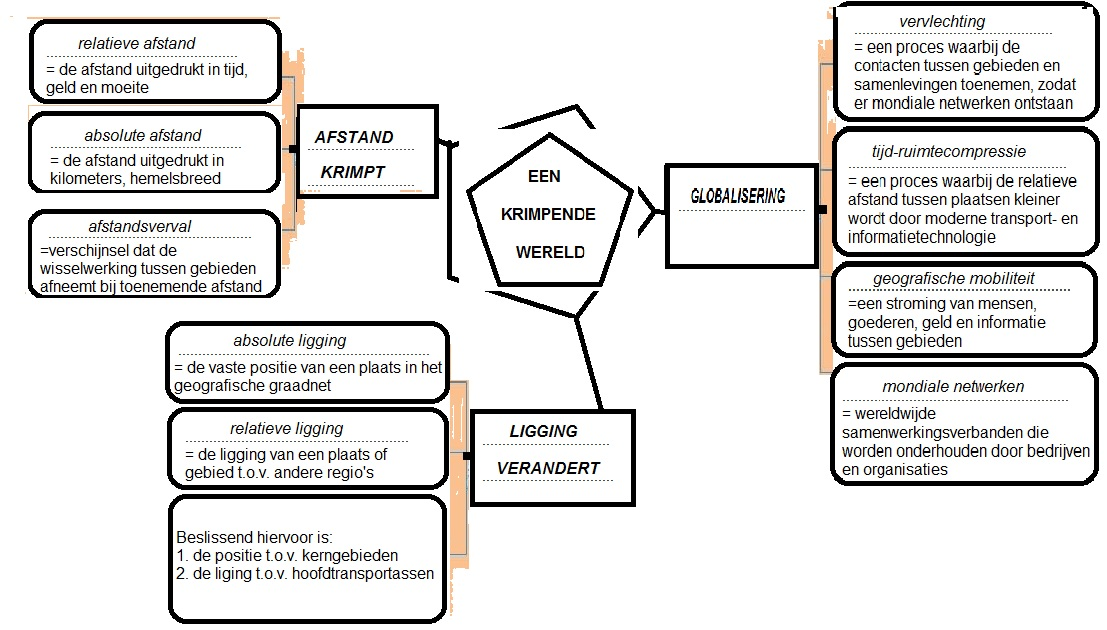 relatieve afstand
= de afstand uitgedrukt in tijd,
geld en moeite
absolute afstand
= de afstand uitgedrukt in
kilometers, hemelsbreed
afstandsverval
=verschijnsel dat de
wisselwerking tussen gebieden
afneemt bij toenemende afstand
AFSTAND
KRIMPT
EEN
KRIMPENDE
WERELD
GLOBALISERING
vervlechting
= een proces waarbij de
contacten tussen gebieden en
samenlevingen toenemen, zodat
er mondiale netwerken ontstaan
tijd-ruimtecompressie
= een proces waarbij de relatieve
afstand tussen plaatsen kleiner
wordt door moderne transport- en
informatietechnologie
geografische mobiliteit
=een stroming van mensen,
goederen, geld en informatie
tussen gebieden
mondiale netwerken
= wereldwijde
samenwerkingsverbanden die
worden onderhouden door bedrijven
en organisaties
absolute ligging
= de vaste positie van een plaats in het
geografische graadnet
relatieve ligging
= de ligging van een plaats of
gebied t.o.v. andere regio's
Beslissend hiervoor is:
1. de positie t.o.v. kerngebieden
2. de liging t.o.v. hoofdtransportassen
LIGGING
VERANDERT